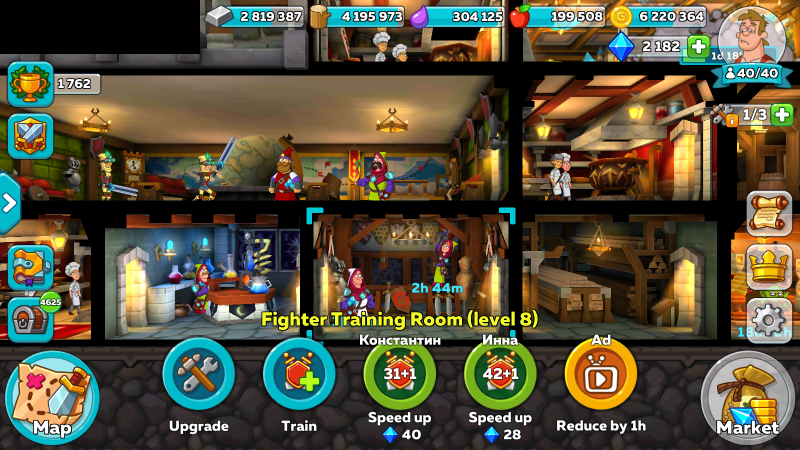 2 819 387
4 195 973
304 125
199 508
6 220 364
2 182
40/40
1 762
1/3
4625
2h 44m
Fighter Training Room (level 8)
Константин
Инна
Ad
31+1
42+1
Upgrade
Train
Speed up
40
Speed up
28
Reduce by 1h
Map
Market